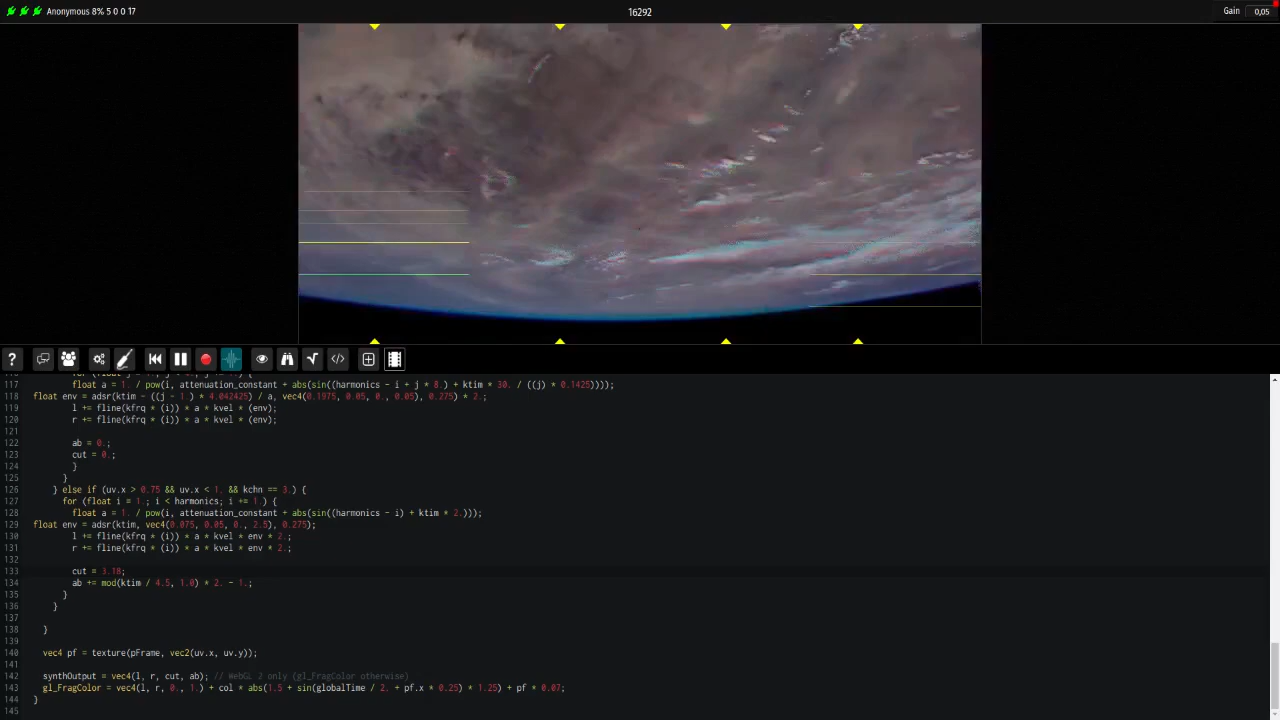 Anonymous 8% 5 0 0 17
16292
Gain 0,05
117 float a = 1. / pow(i, attenuation_constant + abs(sin((harmonics - i + j * 8.) + ktim * 30. / ((j) * 0.1425))));
118 float env = adsr(ktim - ((j - 1.) * 4.042425) / a, vec4(0.1975, 0.05, 0., 0.05), 0.275) * 2.;
119 l += fline(kfrq * (i)) * a * kvel * (env);
120 r += fline(kfrq * (i)) * a * kvel * (env);
121
122 ab = 0.;
123 cut = 0.;
124 }
125 }
126 } else if (uv.x > 0.75 && uv.x < 1. && kchn == 3.) {
127 for (float i = 1.; i < harmonics; i += 1.) {
128 float a = 1. / pow(i, attenuation_constant + abs(sin((harmonics - i) + ktim * 2.)));
129 float env = adsr(ktim, vec4(0.075, 0.05, 0., 2.5), 0.275);
130 l += fline(kfrq * (i)) * a * kvel * env * 2.;
131 r += fline(kfrq * (i)) * a * kvel * env * 2.;
132
133 cut = 3.18;
134 ab += mod(ktim / 4.5, 1.0) * 2. - 1.;
135 }
136 }
137
138 }
139
140 vec4 pf = texture(pFrame, vec2(uv.x, uv.y));
141
142 synthOutput = vec4(l, r, cut, ab); // WebGL 2 only (gl_FragColor otherwise)
143 gl_FragColor = vec4(l, r, 0., 1.) + col * abs(1.5 + sin(globalTime / 2. + pf.x * 0.25) * 1.25) + pf * 0.07;
144 }
145